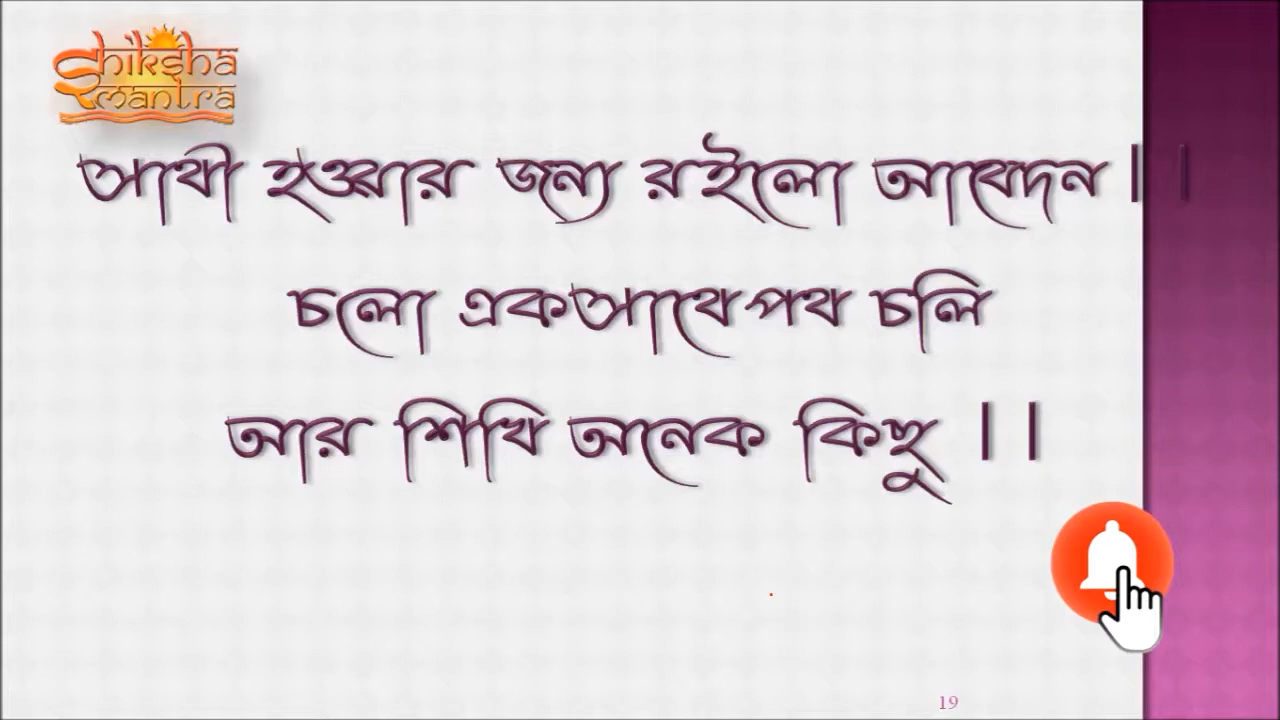 Shiksha
mantra
সাথী হওয়ার জন্য রইলো আবেদন ||
চলো একসাথে পথ চলি
আর শিখি অনেক কিছু ||
19